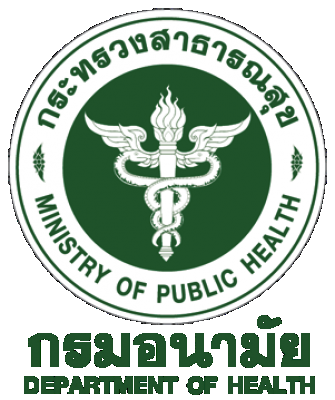 กระทรวงสาธารณสุข
MINISTRY OF PUBLIC HEALTH
กรมอนามัย
DEPARTMENT OF HEALTH